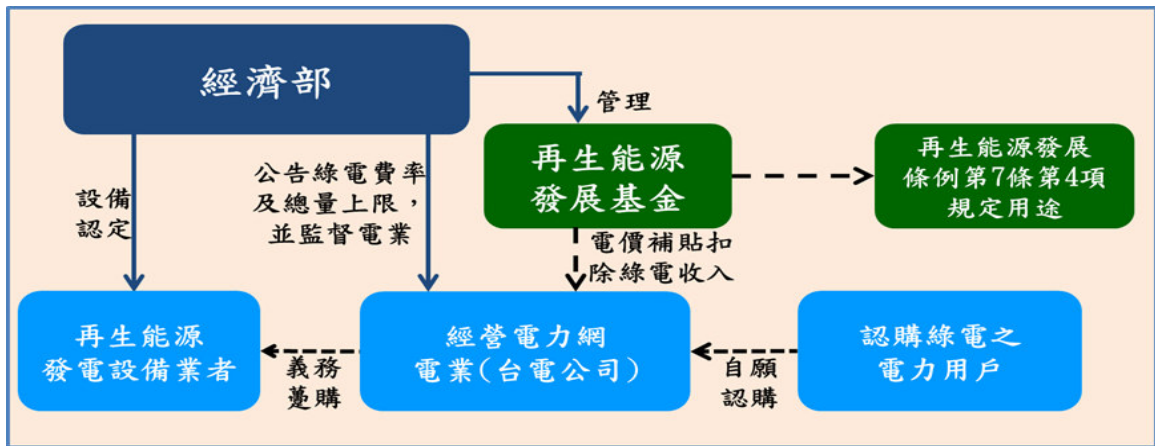 經濟部
管理
再生能源
發展基金
再生能源發展
條例第7條第4項
規定用途
設備
認定
公告綠電費率
及總量上限，
並監督電業
電價補貼扣
除綠電收入
再生能源
發電設備業者
義務
躉購
經營電力網
電業(台電公司)
自願
認購
認購綠電之
電力用戶